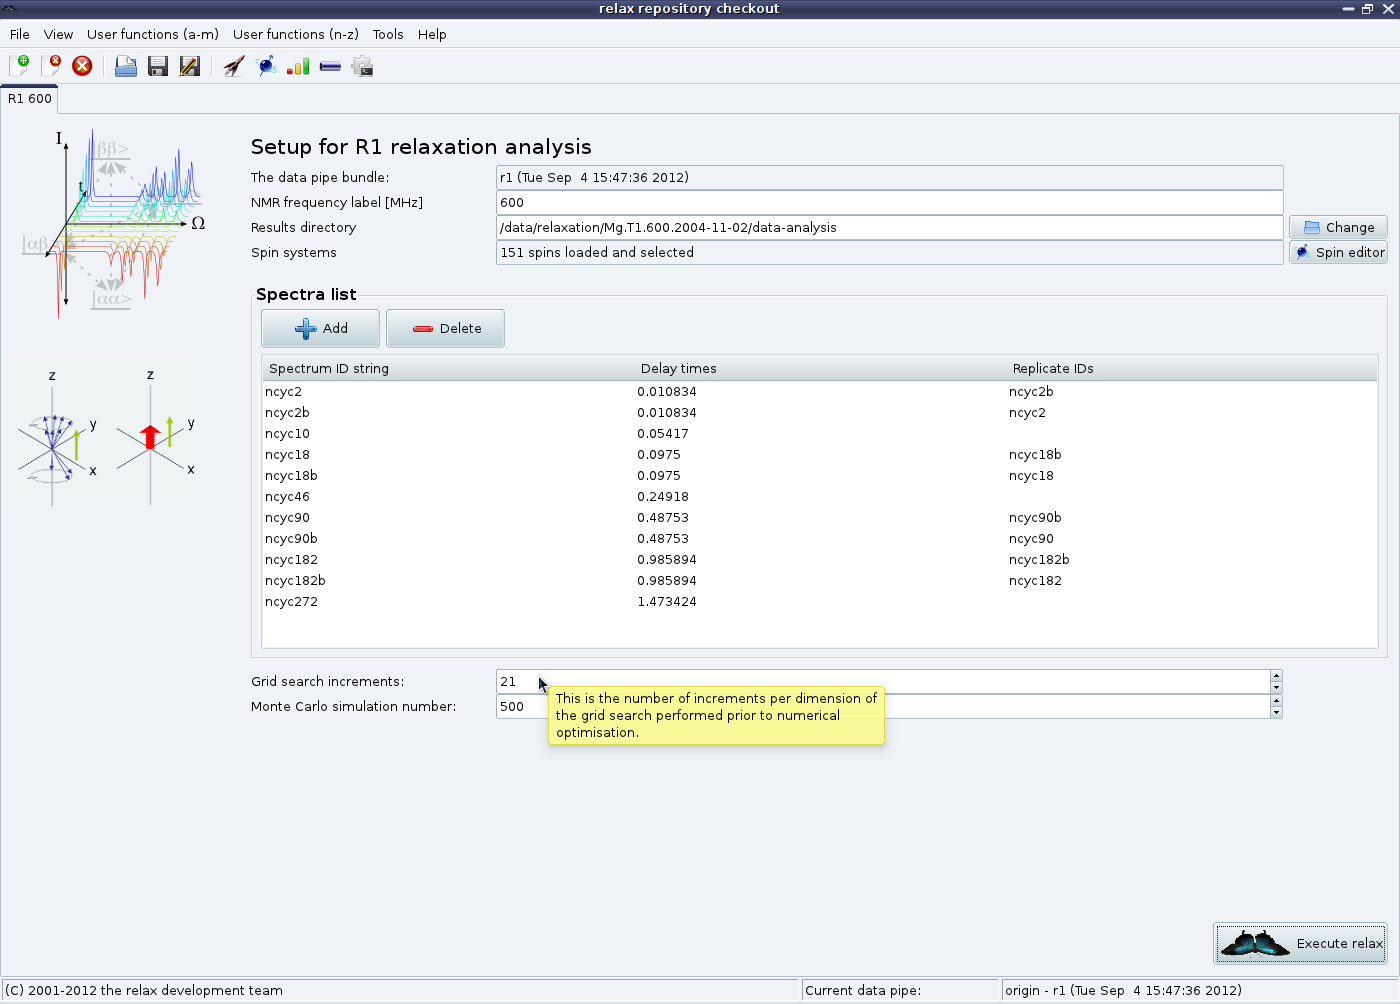 relax repository checkout
File View User functions (a-m) User functions (n-z) Tools Help
R1 600
I
|ββ>
t
Ω
|αβ>
|αα>
z z
y y
x x
Setup for R1 relaxation analysis
The data pipe bundle: r1 (Tue Sep  4 15:47:36 2012)
NMR frequency label [MHz] 600
Results directory /data/relaxation/Mg.T1.600.2004-11-02/data-analysis Change
Spin systems 151 spins loaded and selected Spin editor
Spectra list
Add Delete
Spectrum ID string Delay times Replicate IDs
ncyc2 0.010834 ncyc2b
ncyc2b 0.010834 ncyc2
ncyc10 0.05417
ncyc18 0.0975 ncyc18b
ncyc18b 0.0975 ncyc18
ncyc46 0.24918
ncyc90 0.48753 ncyc90b
ncyc90b 0.48753 ncyc90
ncyc182 0.985894 ncyc182b
ncyc182b 0.985894 ncyc182
ncyc272 1.473424
Grid search increments: 21
Monte Carlo simulation number: 500
This is the number of increments per dimension of
the grid search performed prior to numerical
optimisation.
Execute relax
(C) 2001-2012 the relax development team Current data pipe: origin - r1 (Tue Sep  4 15:47:36 2012)